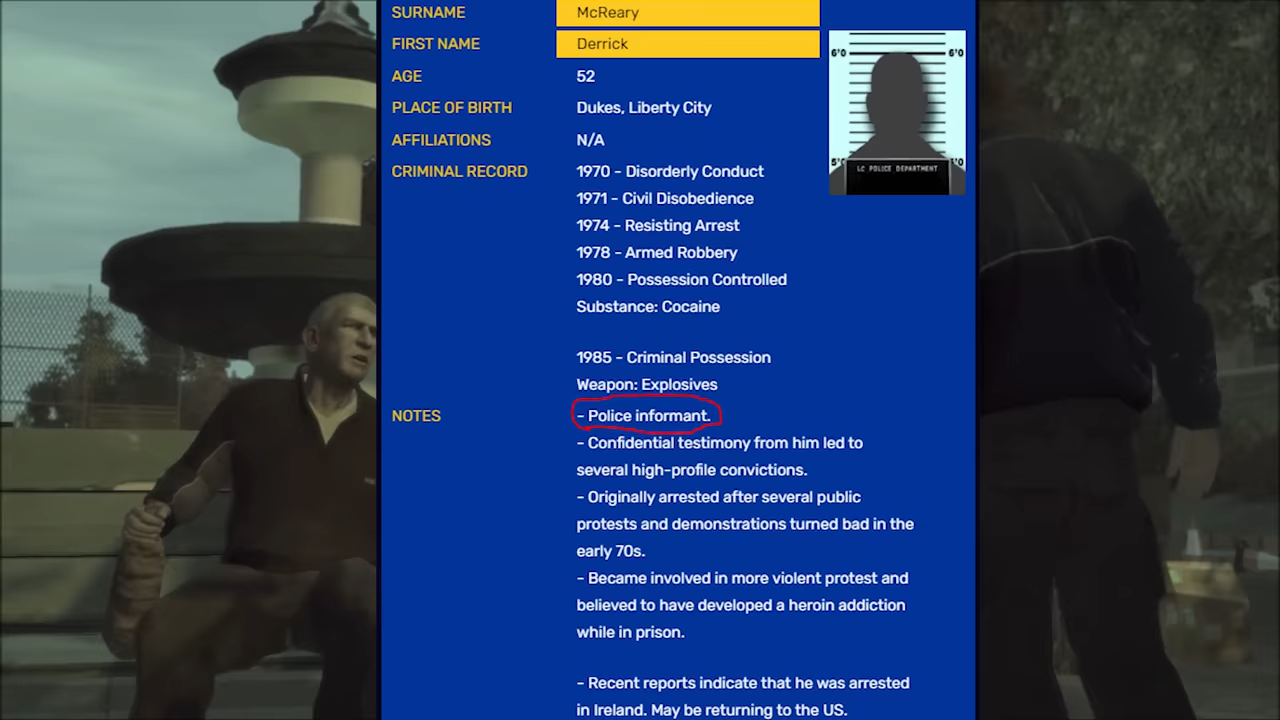 SURNAME McReary
FIRST NAME Derrick
6'0 6'0
AGE 52
PLACE OF BIRTH Dukes, Liberty City
AFFILIATIONS N/A
5'0 5'0
LC POLICE DEPARTMENT
CRIMINAL RECORD 1970 - Disorderly Conduct
1971 - Civil Disobedience
1974 - Resisting Arrest
1978 - Armed Robbery
1980 - Possession Controlled
Substance: Cocaine
1985 - Criminal Possession
Weapon: Explosives
NOTES - Police informant.
- Confidential testimony from him led to
several high-profile convictions.
- Originally arrested after several public
protests and demonstrations turned bad in the
early 70s.
- Became involved in more violent protest and
believed to have developed a heroin addiction
while in prison.
- Recent reports indicate that he was arrested
in Ireland. May be returning to the US.